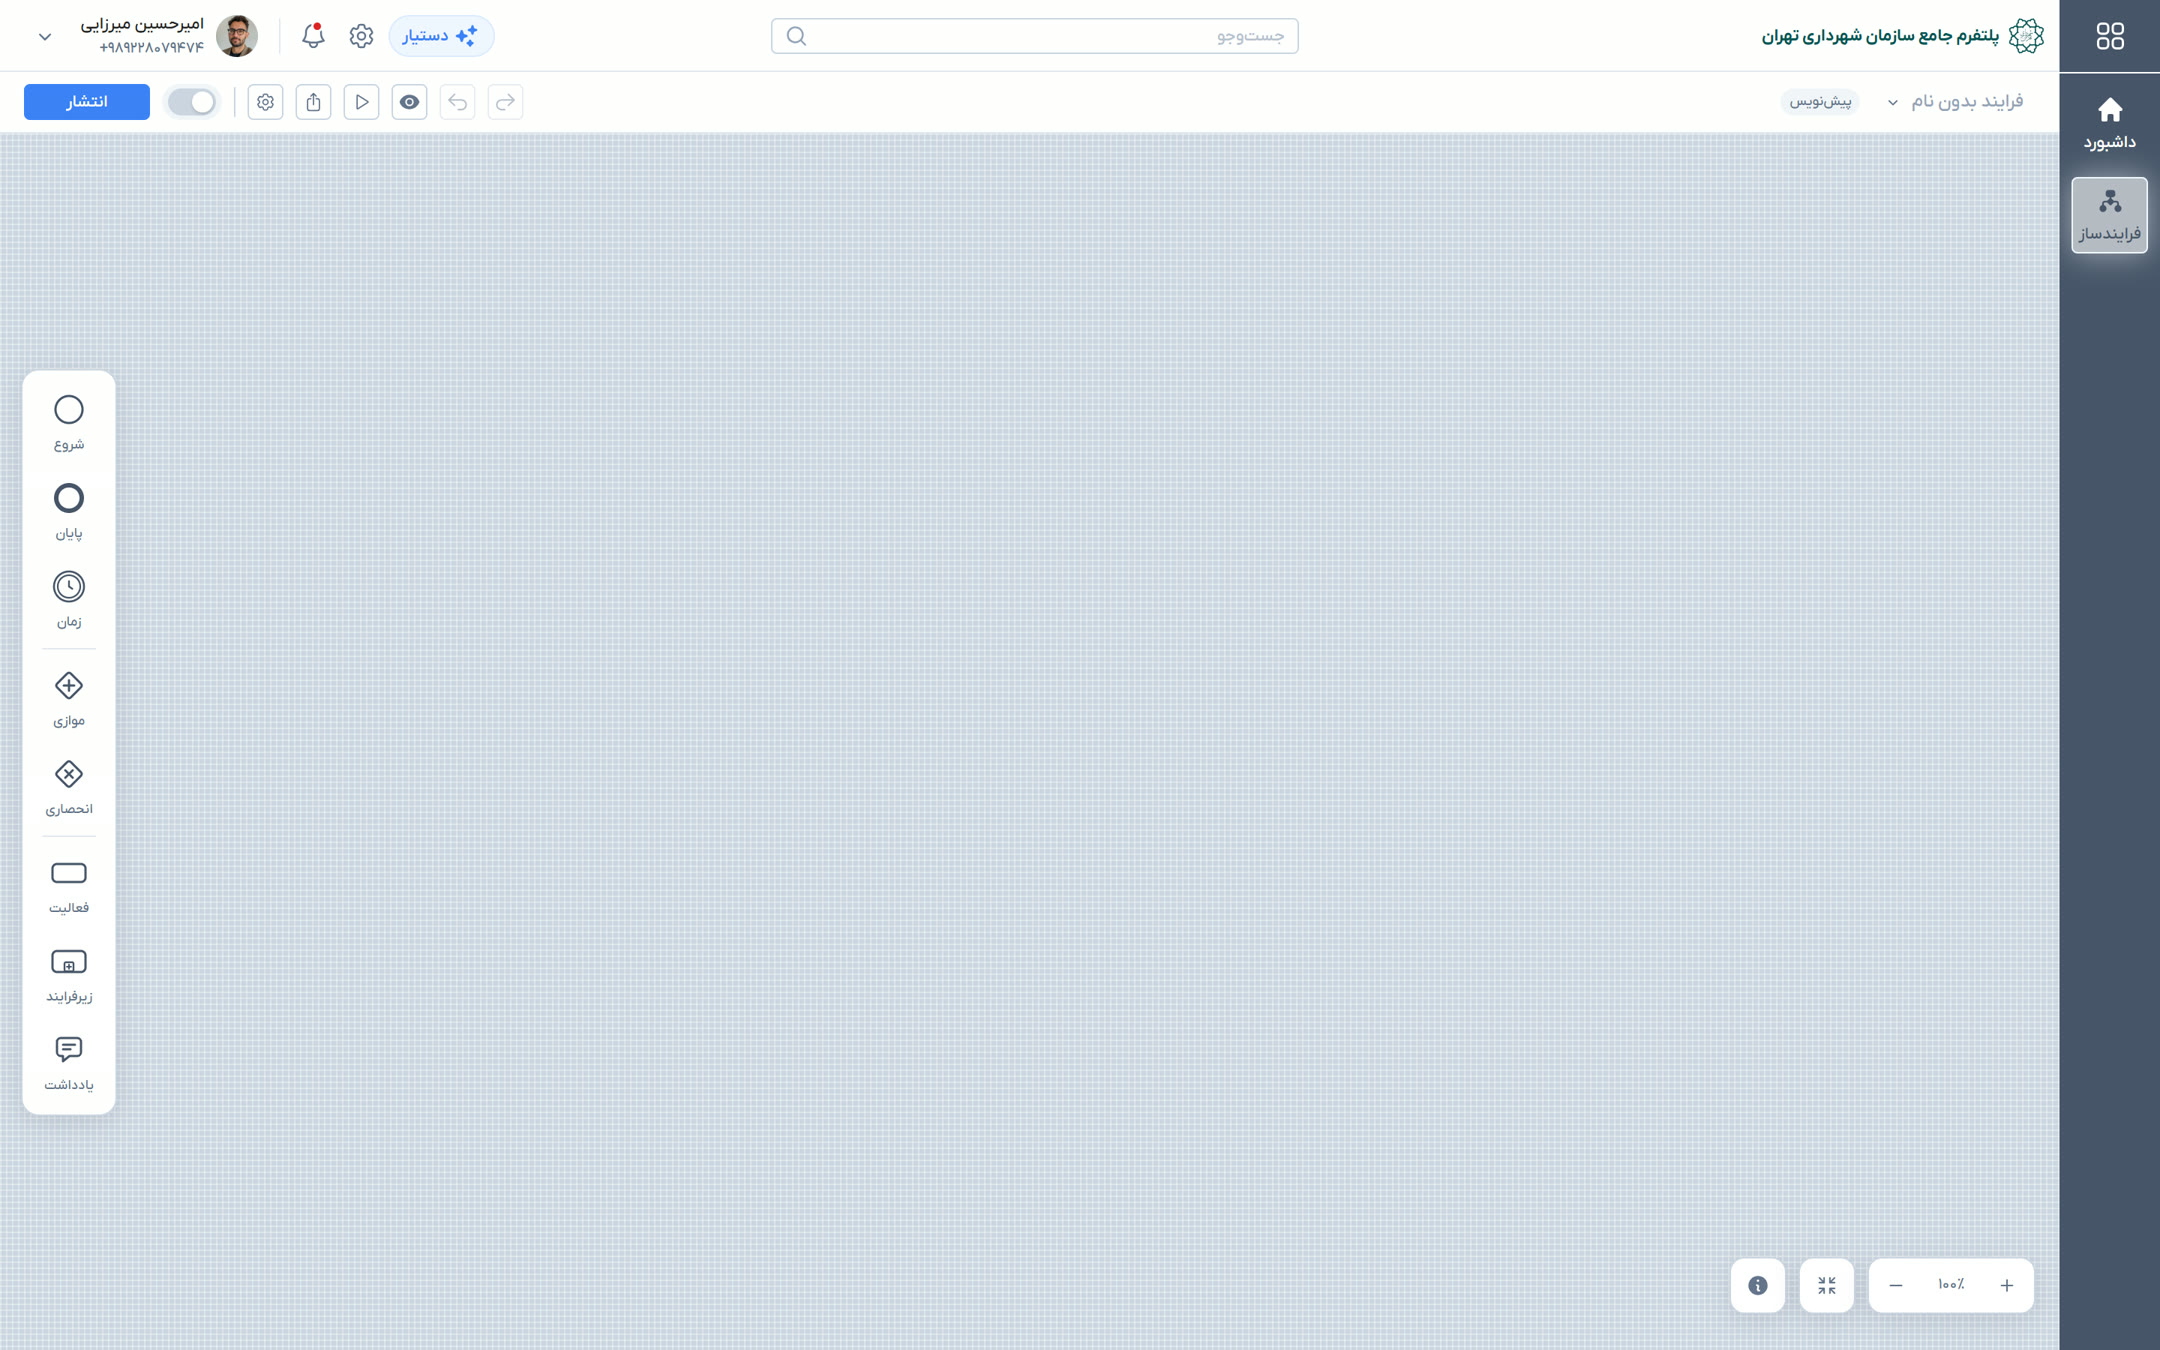 پلتفرم جامع سازمان شهرداری تهران
جست‌وجو
دستیار
امیرحسین میرزایی
+۹۸۹۲۲۸۰۷۹۴۷۴
داشبورد
فرایندساز
فرایند بدون نام
پیش‌نویس
انتشار
شروع
پایان
زمان
موازی
انحصاری
فعالیت
زیرفرایند
یادداشت
۱۰۰٪